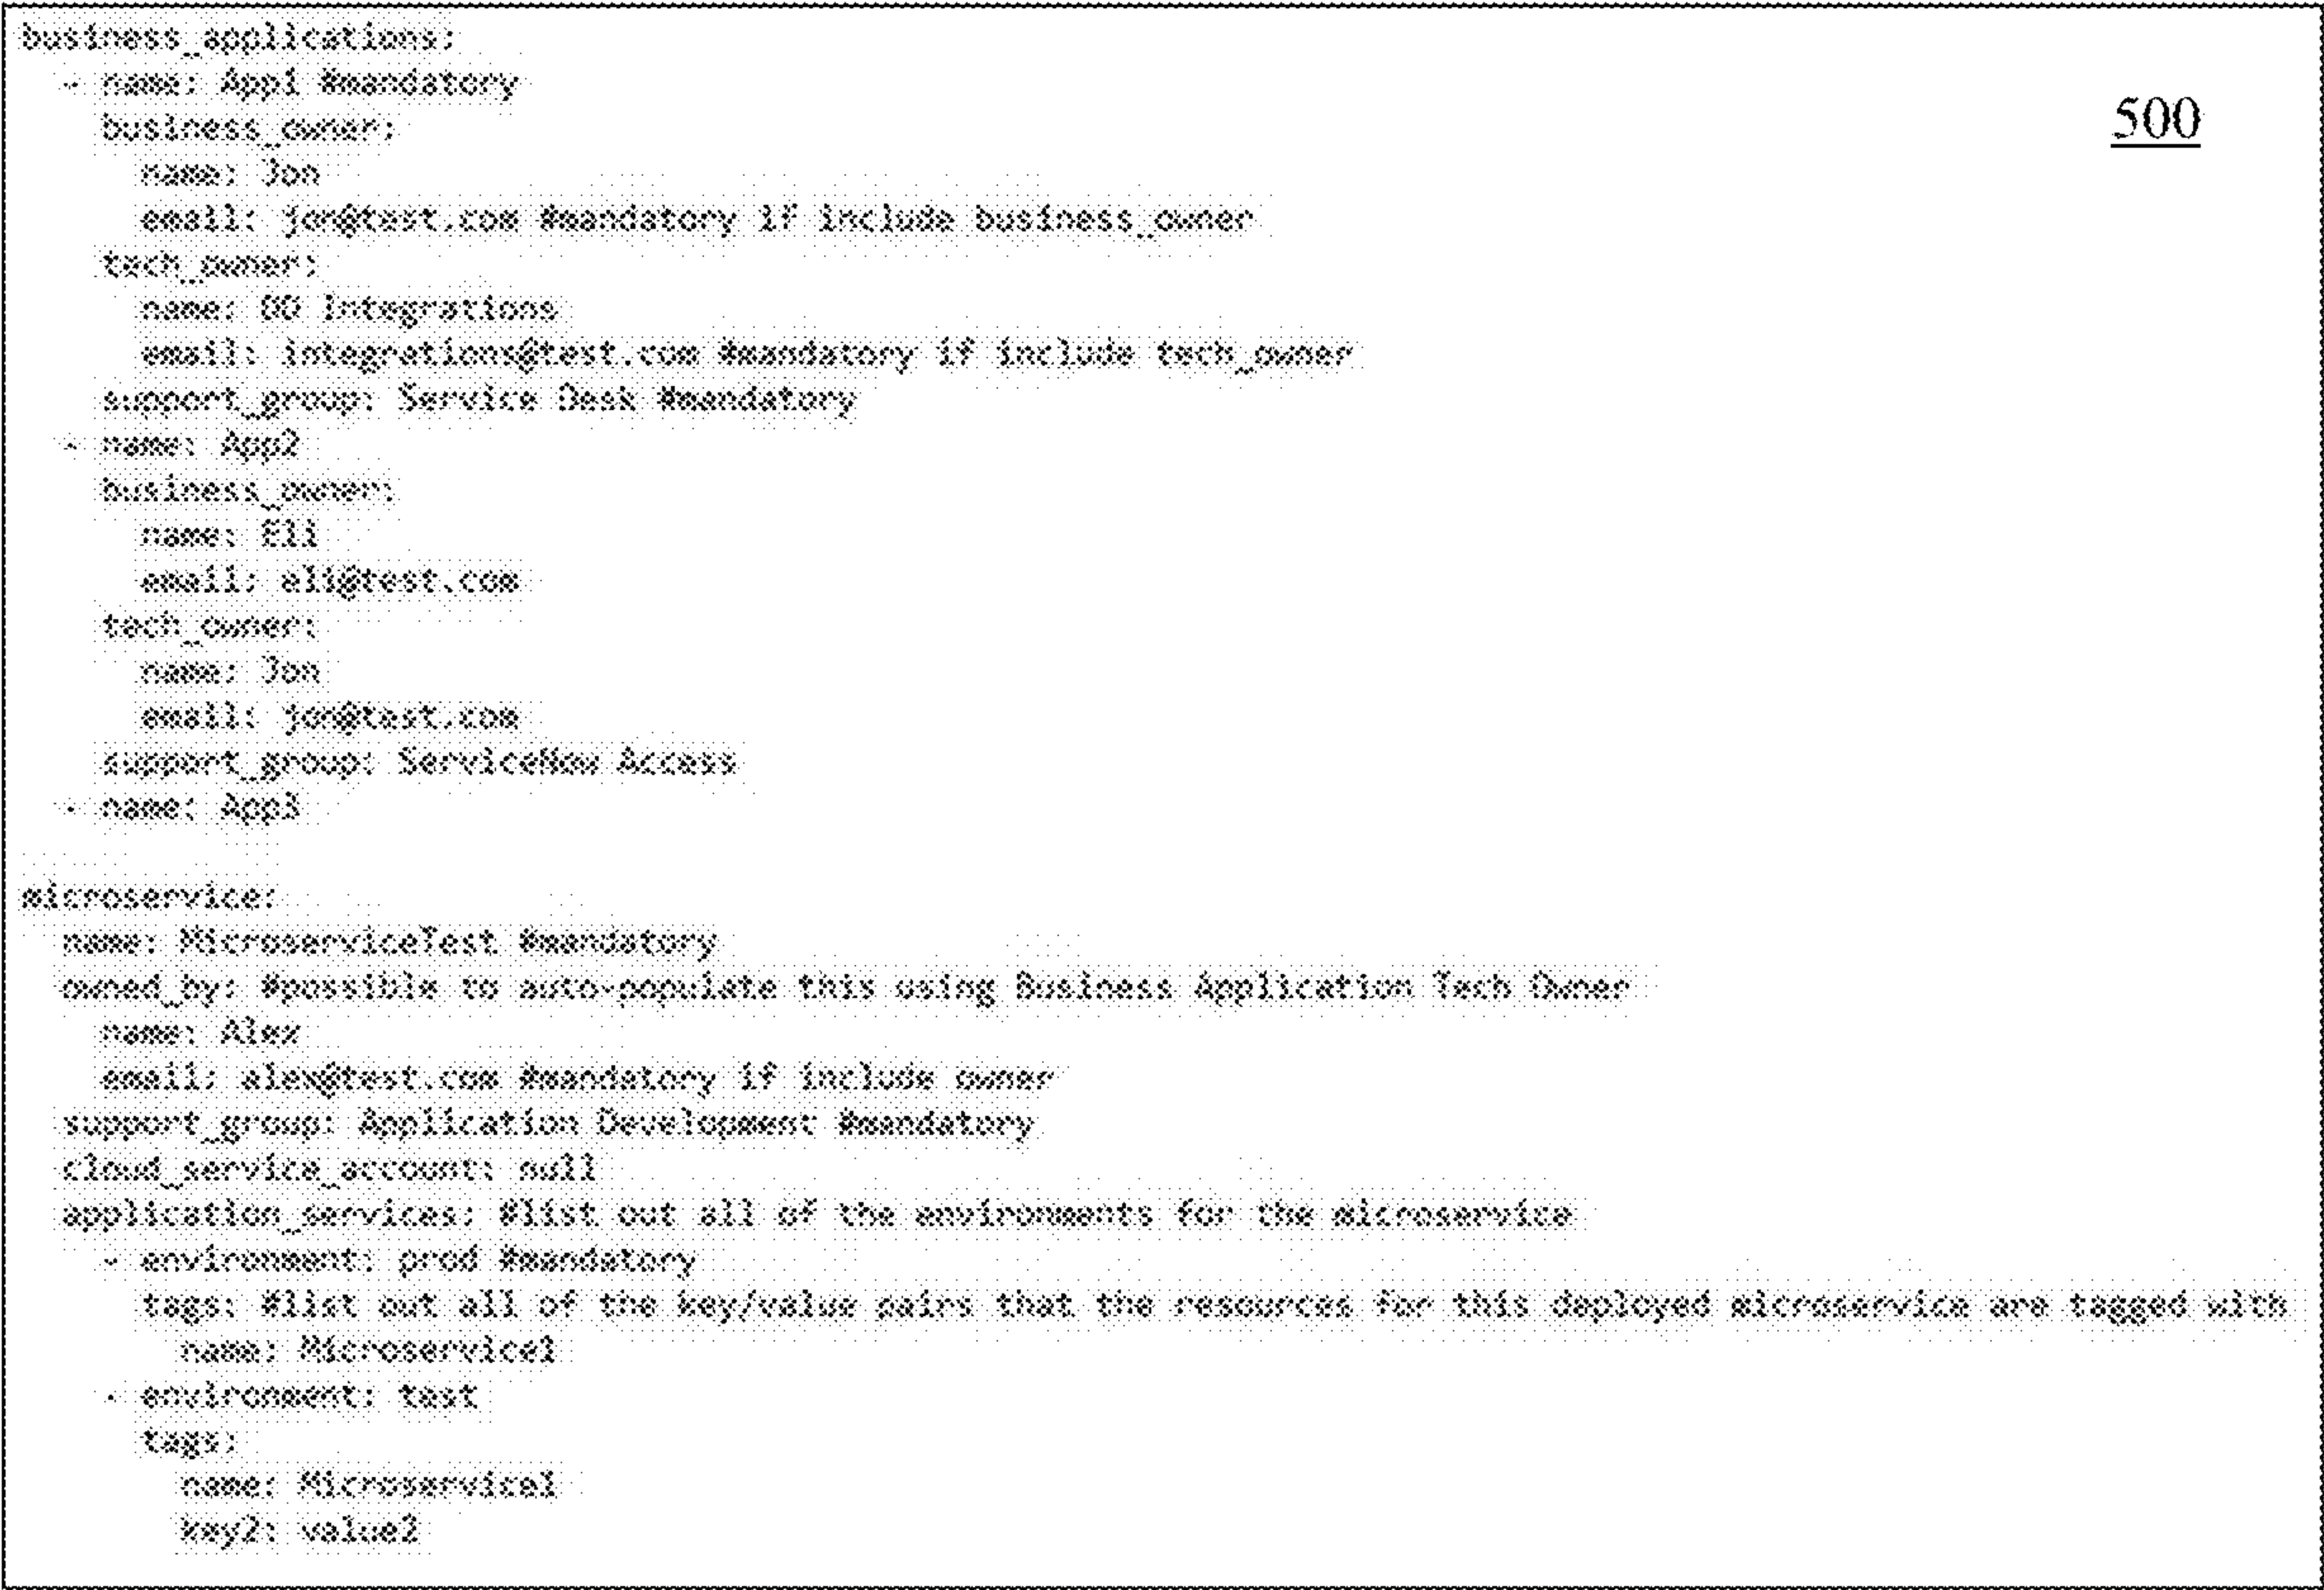 business_applications:
  - name: App1 #mandatory
500
    business_owner:
      name: Jon
      email: jon@test.com #mandatory if include business_owner
    tech_owner:
      name: DO Integrations
      email: integrations@test.com #mandatory if include tech_owner
    support_group: Service Desk #mandatory
  - name: App2
    business_owner:
      name: Eli
      email: eli@test.com
    tech_owner:
      name: Jon
      email: jon@test.com
    support_group: ServiceNow Access
  - name: App3
microservice:
  name: MicroserviceTest #mandatory
  owned_by: #possible to auto-populate this using Business Application Tech Owner
    name: Alex
    email: alex@test.com #mandatory if include owner
  support_group: Application Development #mandatory
  cloud_service_account: null
  application_services: #list out all of the environments for the microservice
    - environment: prod #mandatory
      tags: #list out all of the key/value pairs that the resources for this deployed microservice are tagged with
        name: Microservice1
    - environment: test
      tags:
        name: Microservice1
        key2: value2